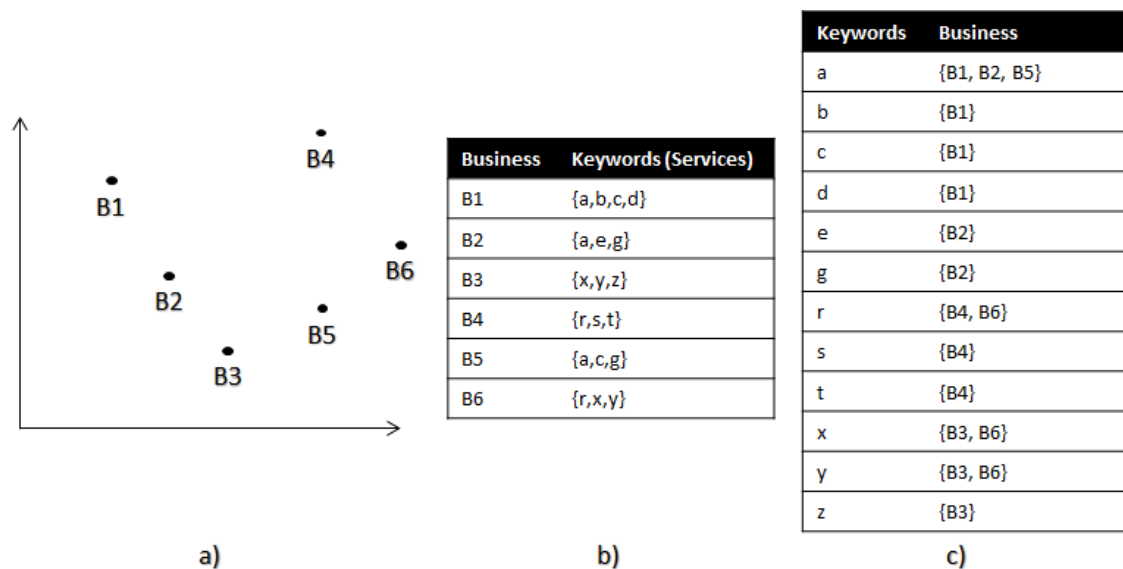 B4
B1
B6
B2
B5
B3
a)
Business Keywords (Services)
B1 {a,b,c,d}
B2 {a,e,g}
B3 {x,y,z}
B4 {r,s,t}
B5 {a,c,g}
B6 {r,x,y}
b)
Keywords Business
a {B1, B2, B5}
b {B1}
c {B1}
d {B1}
e {B2}
g {B2}
r {B4, B6}
s {B4}
t {B4}
x {B3, B6}
y {B3, B6}
z {B3}
c)